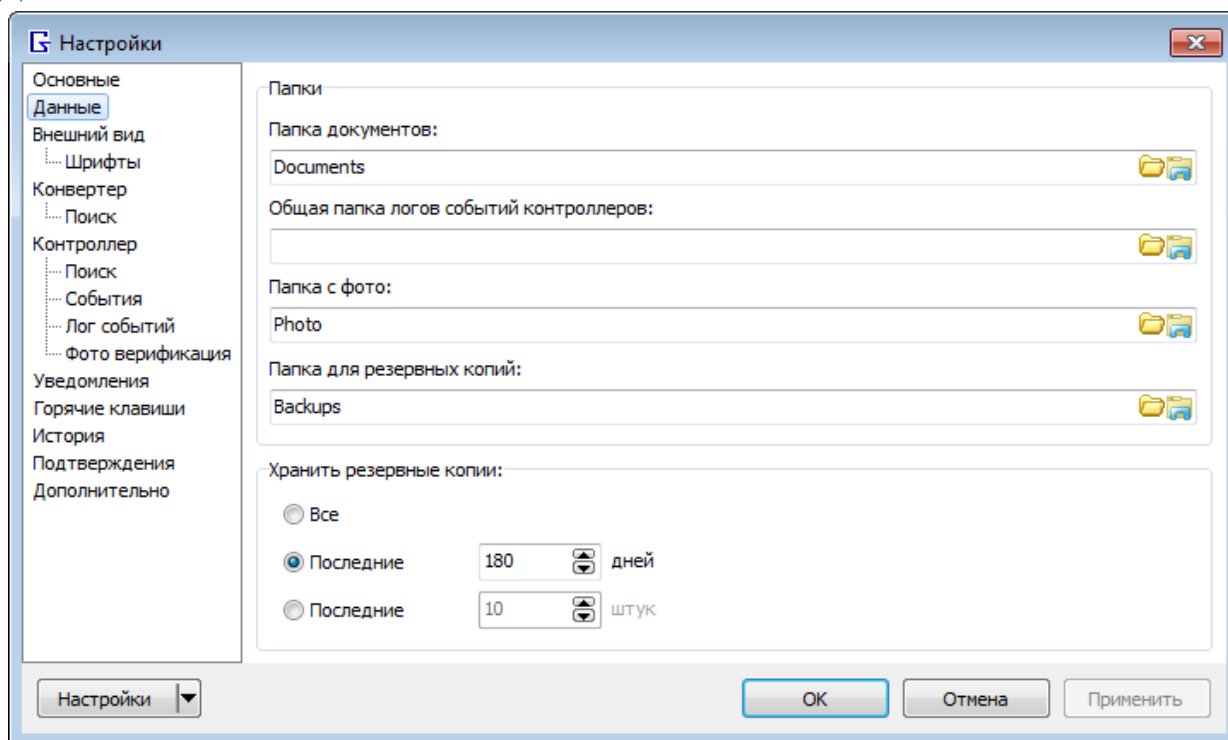 Настройки
Основные
Данные
Внешний вид
Шрифты
Конвертер
Поиск
Контроллер
Поиск
События
Лог событий
Фото верификация
Уведомления
Горячие клавиши
История
Подтверждения
Дополнительно
Папки
Папка документов:
Documents
Общая папка логов событий контроллеров:
Папка с фото:
Photo
Папка для резервных копий:
Backups
Хранить резервные копии:
Все
Последние 180 дней
Последние 10 штук
Настройки
OK Отмена Применить